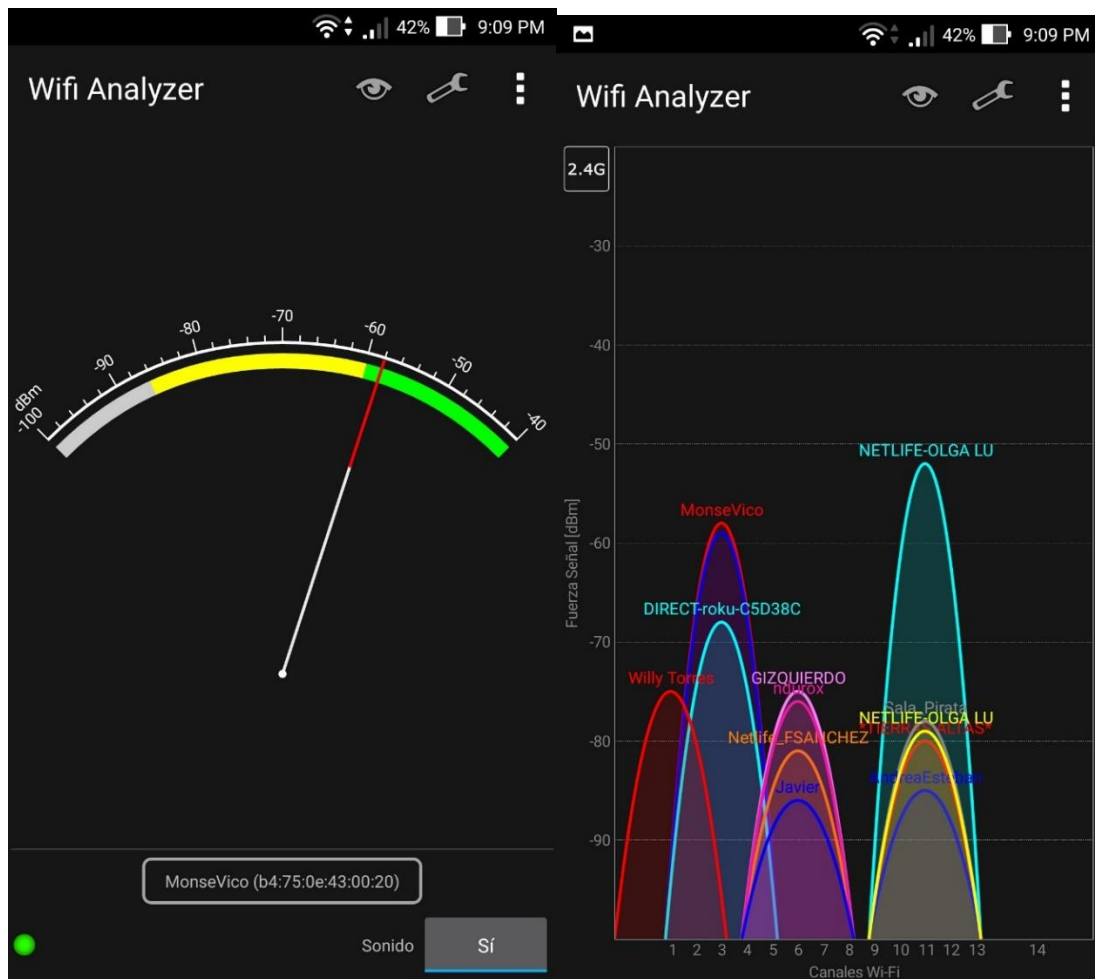 42% 9:09 PM
Wifi Analyzer
-100
-90
-80
-70
-60
-50
-40
dBm
MonseVico (b4:75:0e:43:00:20)
Sonido
Sí
42% 9:09 PM
Wifi Analyzer
2.4G
-30
-40
-50
-60
-70
-80
-90
Fuerza Señal [dBm]
NETLIFE-OLGA LU
MonseVico
DIRECT-roku-C5D38C
Willy Torres
GIZQUIERDO
ndurox
Sala_Pirata
NETLIFE-OLGA LU
Netlife_FSANCHEZ
Javier
AndreaEsteban
1 2 3 4 5 6 7 8 9 10 11 12 13 14
Canales Wi-Fi